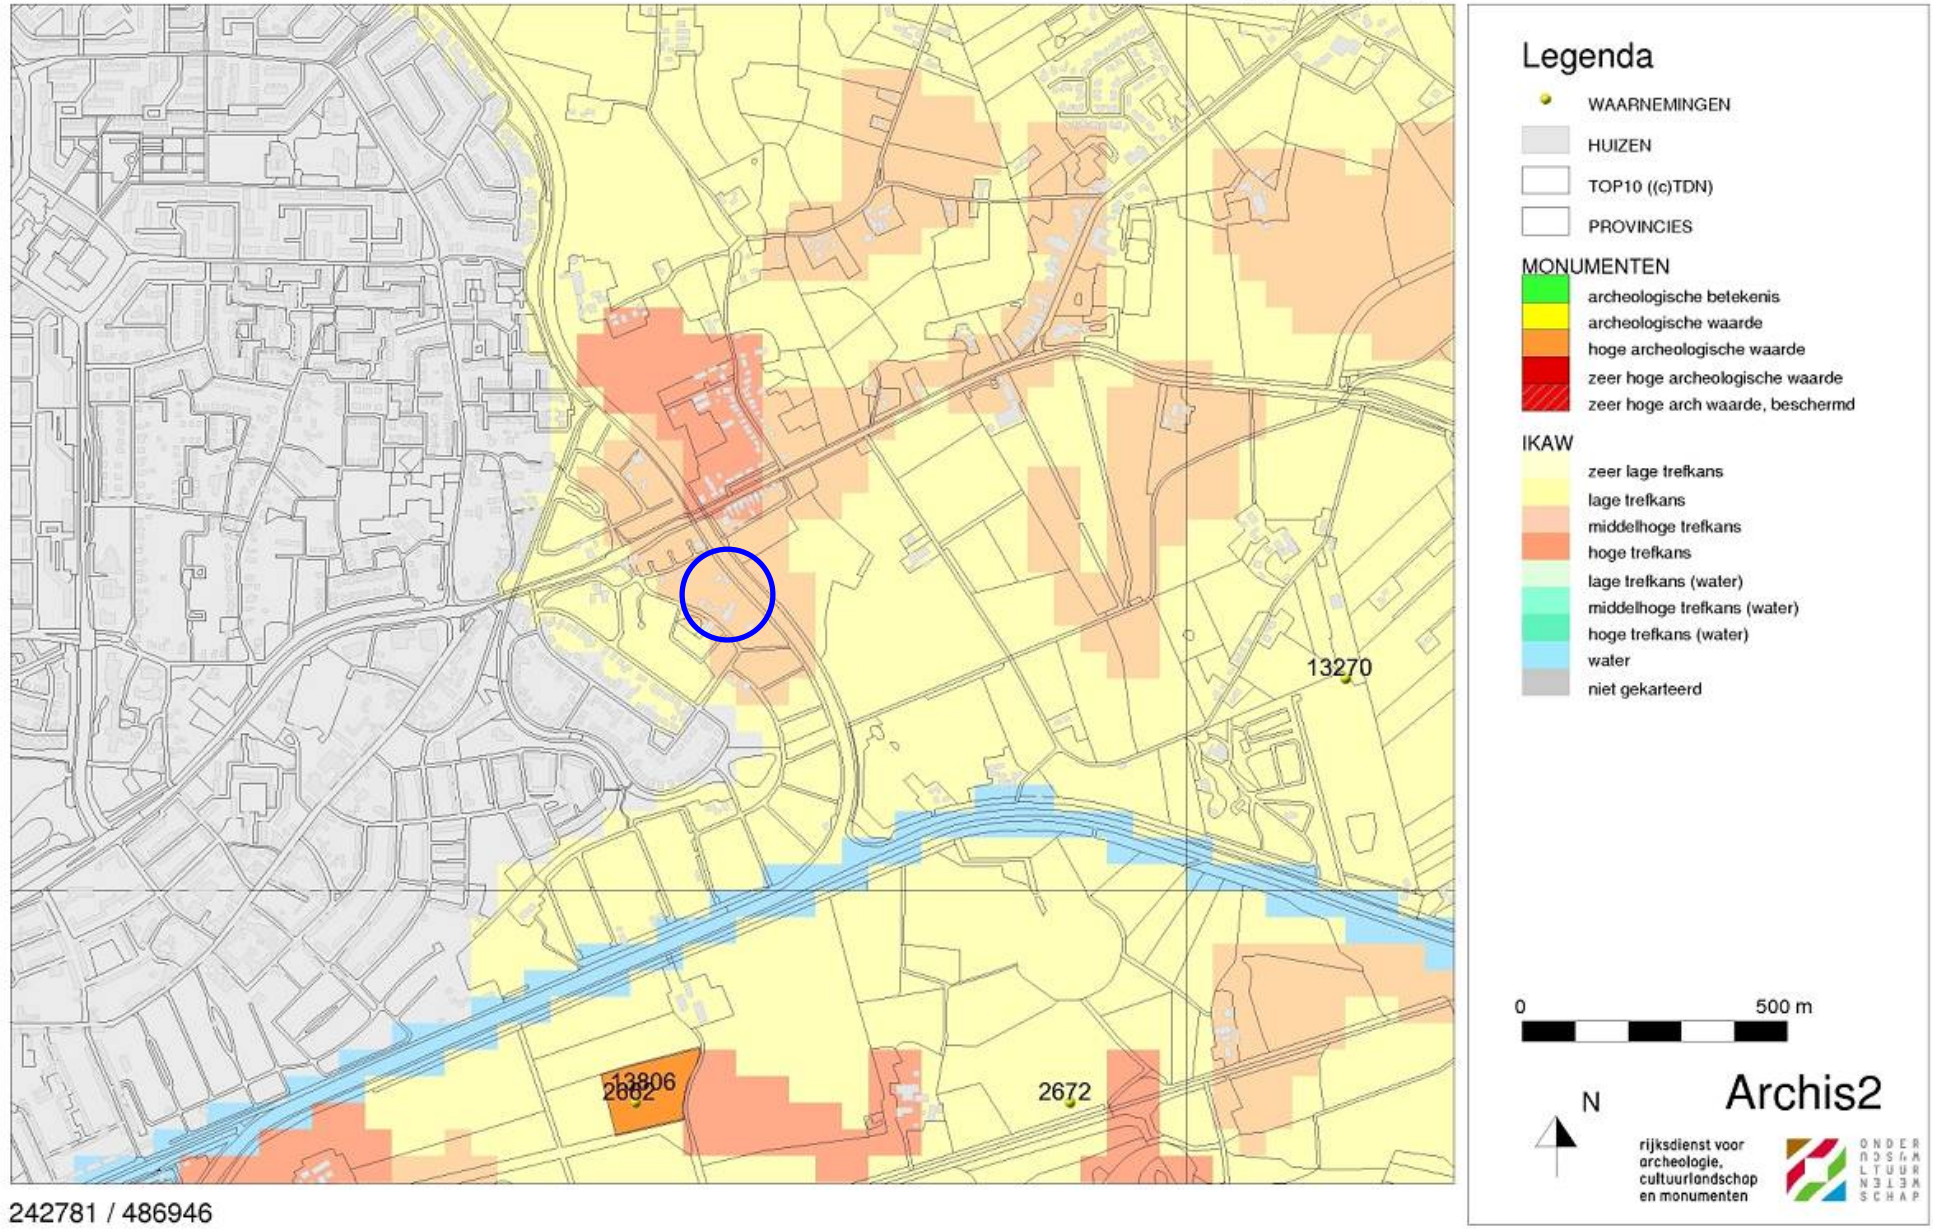 13270
13806
2672
242781 / 486946
Legenda
WAARNEMINGEN
HUIZEN
TOP10 ((c)TDN)
PROVINCIES
MONUMENTEN
archeologische betekenis
archeologische waarde
hoge archeologische waarde
zeer hoge archeologische waarde
zeer hoge arch waarde, beschermd
IKAW
zeer lage trefkans
lage trefkans
middelhoge trefkans
hoge trefkans
lage trefkans (water)
middelhoge trefkans (water)
hoge trefkans (water)
water
niet gekarteerd
0 500 m
N
Archis2
rijksdienst voor
archeologie,
cultuurlandschap
en monumenten
ONDER
SCHAP